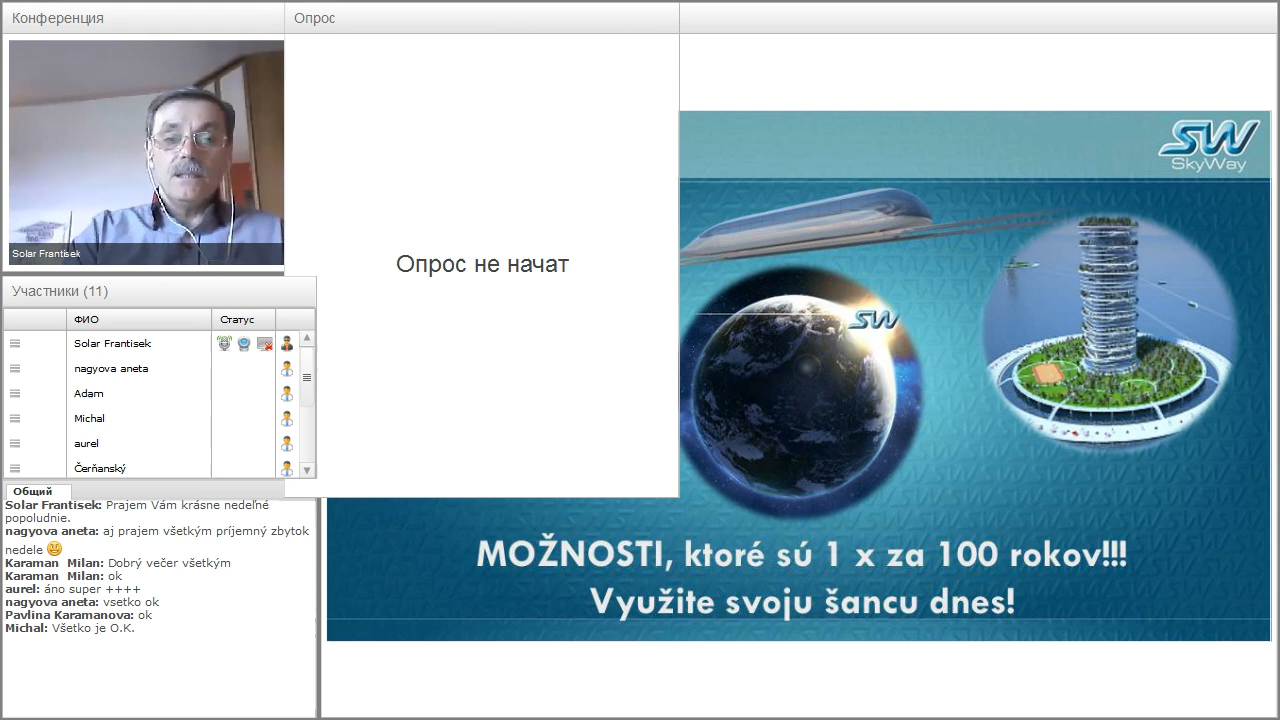 Конференция
Опрос
Solar Frantisek
Опрос не начат
SW
SkyWay
SW
Участники (11)
ФИО Статус
Solar Frantisek
nagyova aneta
Adam
Michal
aurel
Čerňanský
Общий
Solar Frantisek: Prajem Vám krásne nedeľné
popoludnie.
nagyova aneta: aj prajem všetkým príjemný zbytok
nedele
Karaman Milan: Dobrý večer všetkým
Karaman Milan: ok
aurel: áno super ++++
nagyova aneta: vsetko ok
Pavlina Karamanova: ok
Michal: Všetko je O.K.
MOŽNOSTI, ktoré sú 1 x za 100 rokov!!!
Využite svoju šancu dnes!